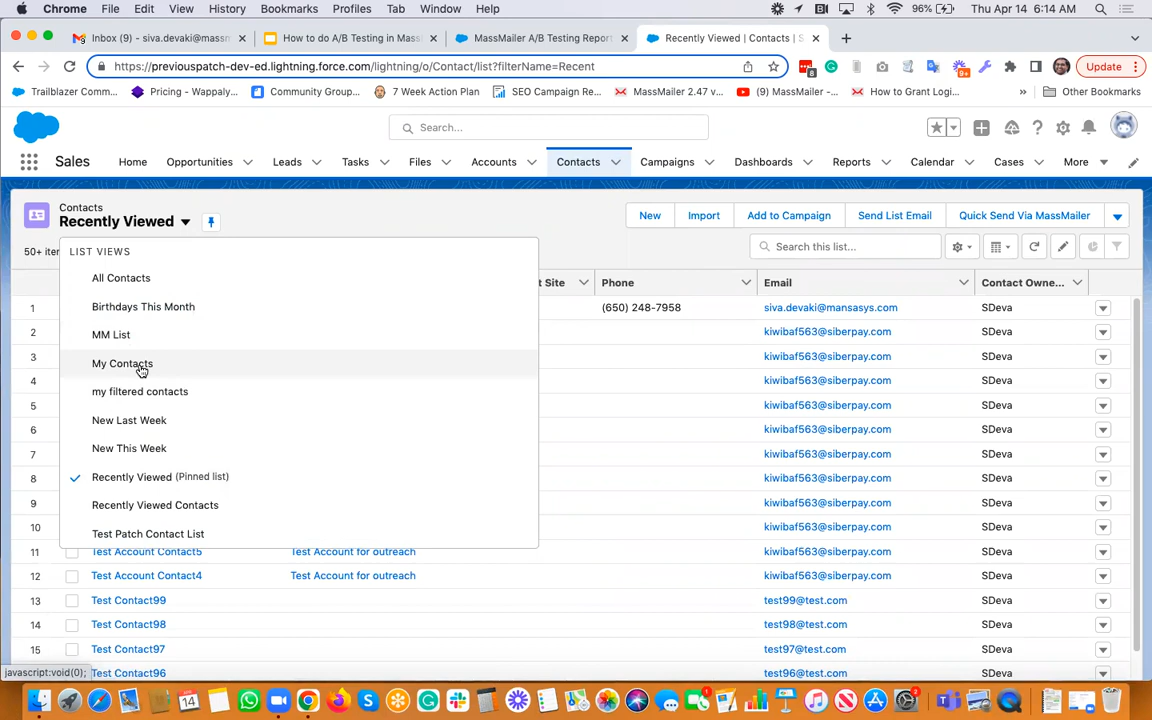 Chrome File Edit View History Bookmarks Profiles Tab Window Help 96% Thu Apr 14 6:14 AM
Inbox (9) - siva.devaki@massm × How to do A/B Testing in Mass × MassMailer A/B Testing Report × Recently Viewed | Contacts | S ×
https://previouspatch-dev-ed.lightning.force.com/lightning/o/Contact/list?filterName=Recent 8 9+ Update
Trailblazer Comm... Pricing - Wappaly... Community Group... 7 Week Action Plan SEO Campaign Re... MassMailer 2.47 v... (9) MassMailer -... How to Grant Logi... » Other Bookmarks
Search...
Sales Home Opportunities Leads Tasks Files Accounts Contacts Campaigns Dashboards Reports Calendar Cases More
Contacts
Recently Viewed
New Import Add to Campaign Send List Email Quick Send Via MassMailer
50+ iter
Search this list...
LIST VIEWS
All Contacts
Birthdays This Month
MM List
My Contacts
my filtered contacts
New Last Week
New This Week
Recently Viewed (Pinned list)
Recently Viewed Contacts
Test Patch Contact List
t Site Phone Email Contact Owne...
1 (650) 248-7958 siva.devaki@mansasys.com SDeva
2 kiwibaf563@siberpay.com SDeva
3 kiwibaf563@siberpay.com SDeva
4 kiwibaf563@siberpay.com SDeva
5 kiwibaf563@siberpay.com SDeva
6 kiwibaf563@siberpay.com SDeva
7 kiwibaf563@siberpay.com SDeva
8 kiwibaf563@siberpay.com SDeva
9 kiwibaf563@siberpay.com SDeva
10 kiwibaf563@siberpay.com SDeva
11 Test Account Contact5 Test Account for outreach kiwibaf563@siberpay.com SDeva
12 Test Account Contact4 Test Account for outreach kiwibaf563@siberpay.com SDeva
13 Test Contact99 test99@test.com SDeva
14 Test Contact98 test98@test.com SDeva
15 Test Contact97 test97@test.com SDeva
Test Contact96 test96@test.com SDeva
javascript:void(0);